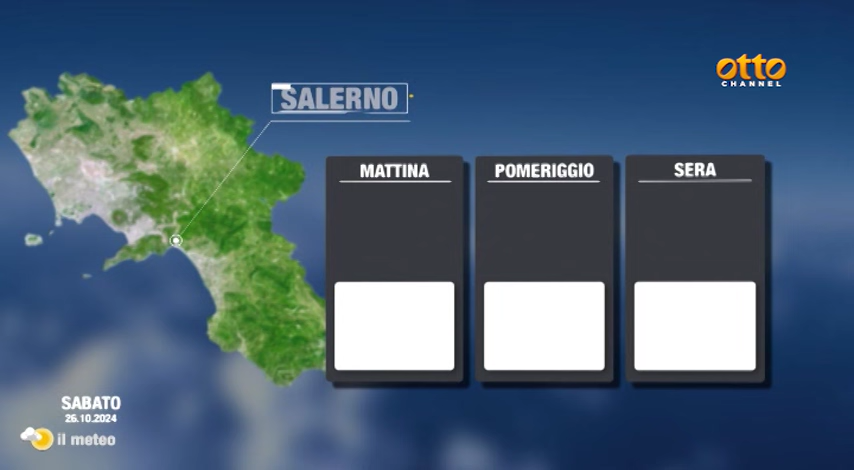 otto
CHANNEL
SALERNO
MATTINA
POMERIGGIO
SERA
SABATO
26.10.2024
il meteo